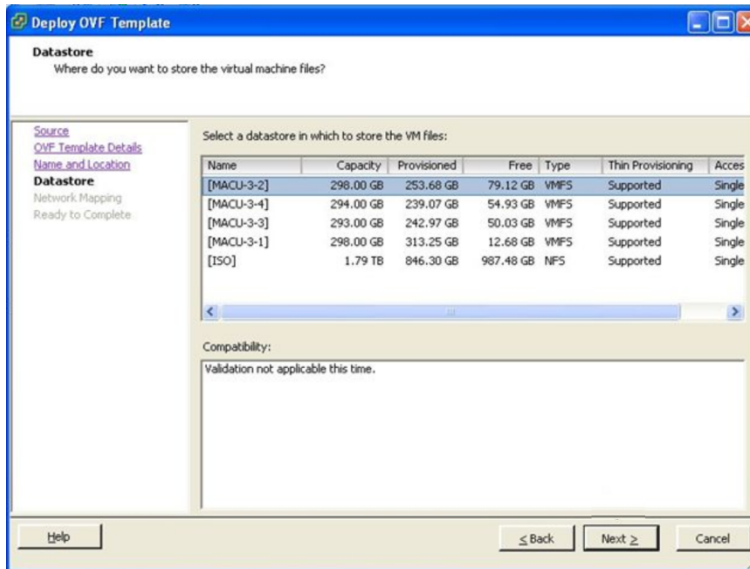 Deploy OVF Template
Datastore
Where do you want to store the virtual machine files?
Source
OVF Template Details
Name and Location
Datastore
Network Mapping
Ready to Complete
Select a datastore in which to store the VM files:
Name Capacity Provisioned Free Type Thin Provisioning Acces
[MACU-3-2] 298.00 GB 253.68 GB 79.12 GB VMFS Supported Single
[MACU-3-4] 294.00 GB 239.07 GB 54.93 GB VMFS Supported Single
[MACU-3-3] 293.00 GB 242.97 GB 50.03 GB VMFS Supported Single
[MACU-3-1] 298.00 GB 313.25 GB 12.68 GB VMFS Supported Single
[ISO] 1.79 TB 846.30 GB 987.48 GB NFS Supported Single
Compatibility:
Validation not applicable this time.
Help
≤ Back
Next ≥
Cancel